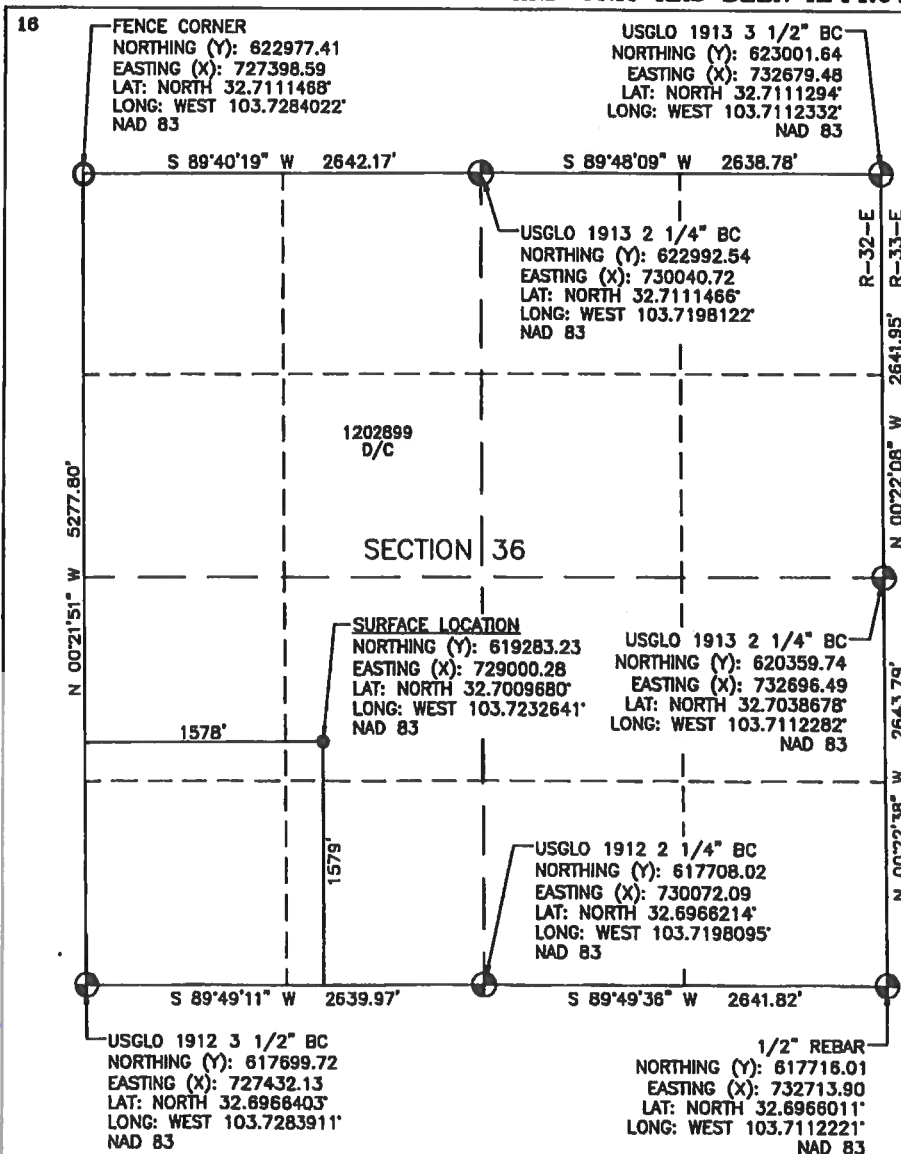 16
FENCE CORNER
NORTHING (Y): 622977.41
EASTING (X): 727398.59
LAT: NORTH 32.7111468°
LONG: WEST 103.7284022°
NAD 83
USGLO 1913 3 1/2" BC
NORTHING (Y): 623001.64
EASTING (X): 732679.48
LAT: NORTH 32.7111294°
LONG: WEST 103.7112332°
NAD 83
S 89°40'19" W 2642.17'
S 89°48'09" W 2638.78'
USGLO 1913 2 1/4" BC
NORTHING (Y): 622992.54
EASTING (X): 730040.72
LAT: NORTH 32.7111466°
LONG: WEST 103.7198122°
NAD 83
R-32-E
R-33-E
N 00°22'08" W 2641.95'
1202899
D/C
N 00°21'51" W 5277.80'
SECTION 36
SURFACE LOCATION
NORTHING (Y): 619283.23
EASTING (X): 729000.28
LAT: NORTH 32.7009680°
LONG: WEST 103.7232641°
NAD 83
USGLO 1913 2 1/4" BC
NORTHING (Y): 620359.74
EASTING (X): 732696.49
LAT: NORTH 32.7038678°
LONG: WEST 103.7112282°
NAD 83
1578'
1579'
N 00°22'38" W 2643.79'
USGLO 1912 2 1/4" BC
NORTHING (Y): 617708.02
EASTING (X): 730072.09
LAT: NORTH 32.6966214°
LONG: WEST 103.7198095°
NAD 83
S 89°49'11" W 2639.97'
S 89°49'36" W 2641.82'
USGLO 1912 3 1/2" BC
NORTHING (Y): 617699.72
EASTING (X): 727432.13
LAT: NORTH 32.6966403°
LONG: WEST 103.7283911°
NAD 83
1/2" REBAR
NORTHING (Y): 617716.01
EASTING (X): 732713.90
LAT: NORTH 32.6966011°
LONG: WEST 103.7112221°
NAD 83